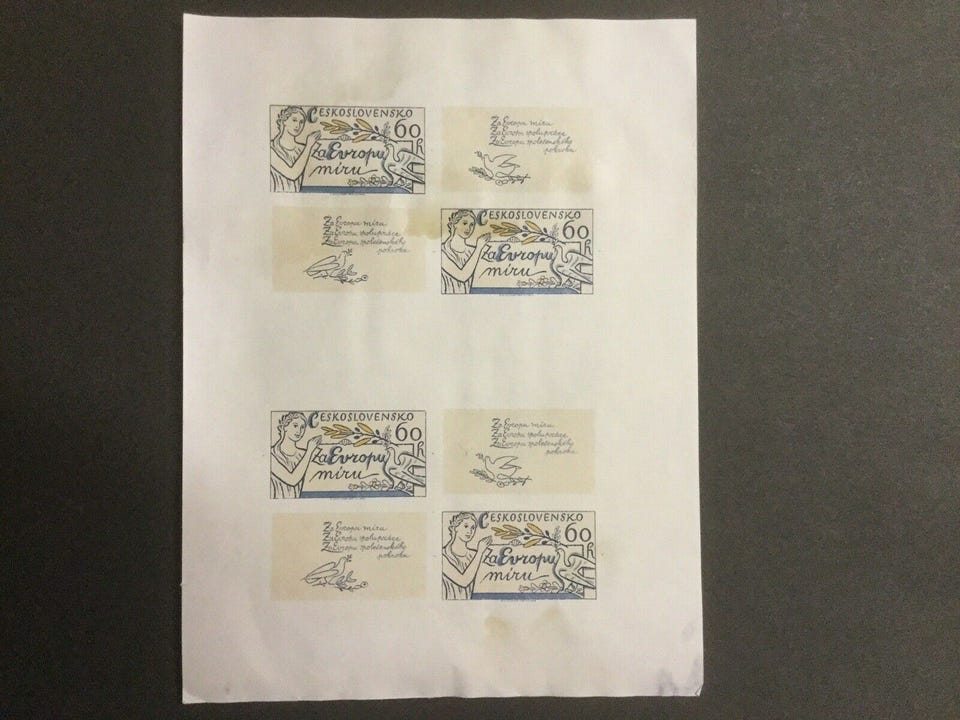 ČESKOSLOVENSKO
60 h
Za Evropu
míru
Za Evropu míru
Za Evropu spolupráce
Za Evropu společenského
pokroku
Za Evropu míru
Za Evropu spolupráce
Za Evropu společenského
pokroku
ČESKOSLOVENSKO
60 h
Za Evropu
míru
ČESKOSLOVENSKO
60 h
Za Evropu
míru
Za Evropu míru
Za Evropu spolupráce
Za Evropu společenského
pokroku
Za Evropu míru
Za Evropu spolupráce
Za Evropu společenského
pokroku
ČESKOSLOVENSKO
60 h
Za Evropu
míru